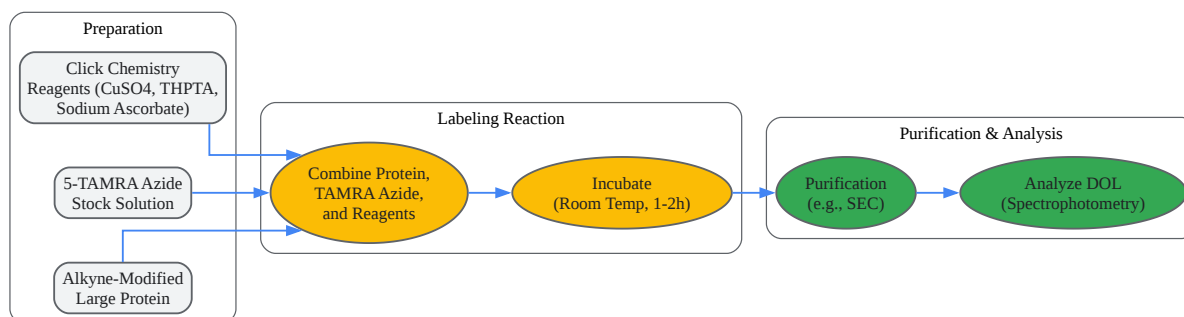 Preparation
Click Chemistry
Reagents (CuSO4, THPTA,
Sodium Ascorbate)
5-TAMRA Azide
Stock Solution
Alkyne-Modified
Large Protein
Labeling Reaction
Combine Protein,
TAMRA Azide,
and Reagents
Incubate
(Room Temp, 1-2h)
Purification & Analysis
Purification
(e.g., SEC)
Analyze DOL
(Spectrophotometry)